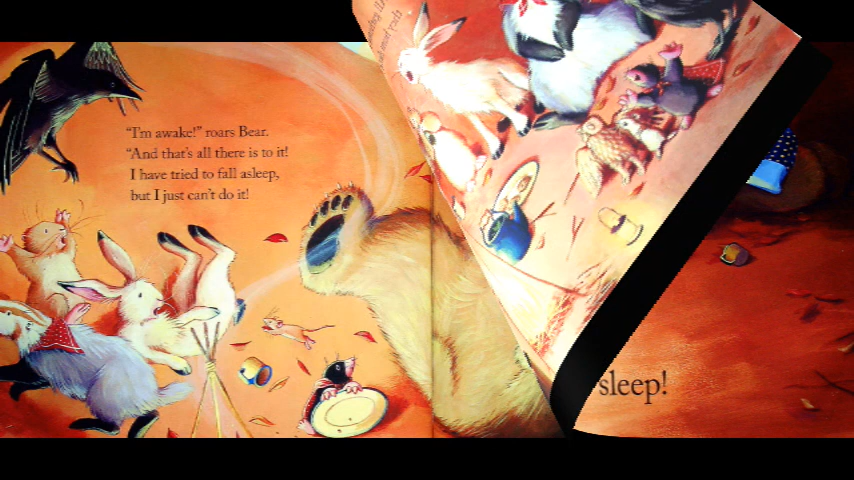 "I'm awake!" roars Bear.
"And that's all there is to it!
I have tried to fall asleep,
but I just can't do it!
sleep!